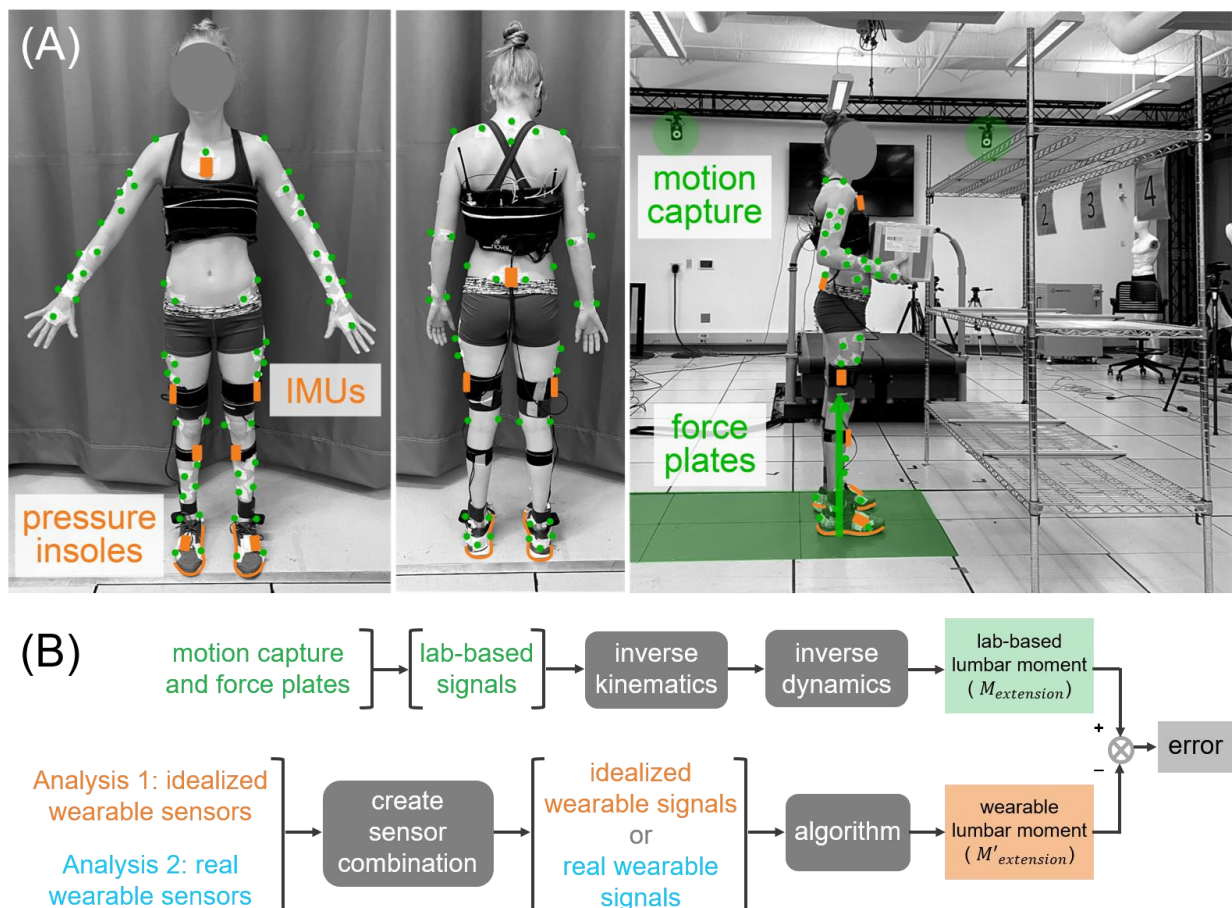 (A)
IMUs
pressure
insoles
novel
motion
capture
force
plates
2
3
4
(B)
motion capture
and force plates
lab-based
signals
inverse
kinematics
inverse
dynamics
lab-based
lumbar moment
( M_extension)
+
−
error
Analysis 1: idealized
wearable sensors
Analysis 2: real
wearable sensors
create
sensor
combination
idealized
wearable signals
or
real wearable
signals
algorithm
wearable
lumbar moment
( M'_extension)